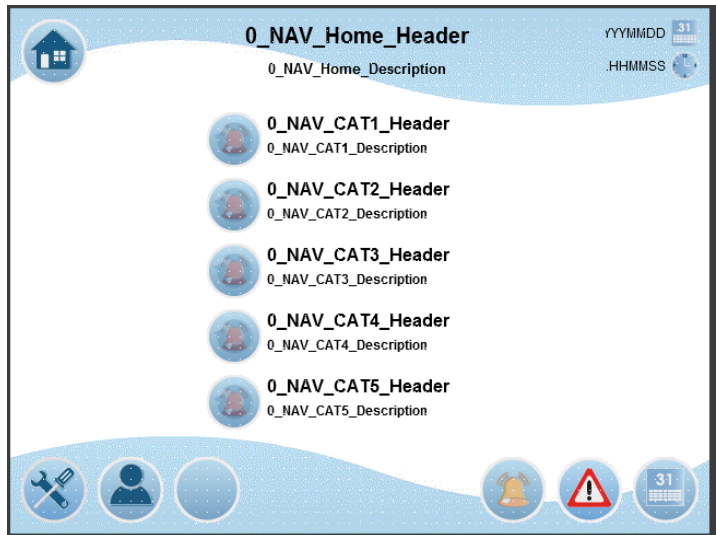 0_NAV_Home_Header
YYYMMDD
31
0_NAV_Home_Description
.HHMMSS
0_NAV_CAT1_Header
0_NAV_CAT1_Description
0_NAV_CAT2_Header
0_NAV_CAT2_Description
0_NAV_CAT3_Header
0_NAV_CAT3_Description
0_NAV_CAT4_Header
0_NAV_CAT4_Description
0_NAV_CAT5_Header
0_NAV_CAT5_Description
!
31